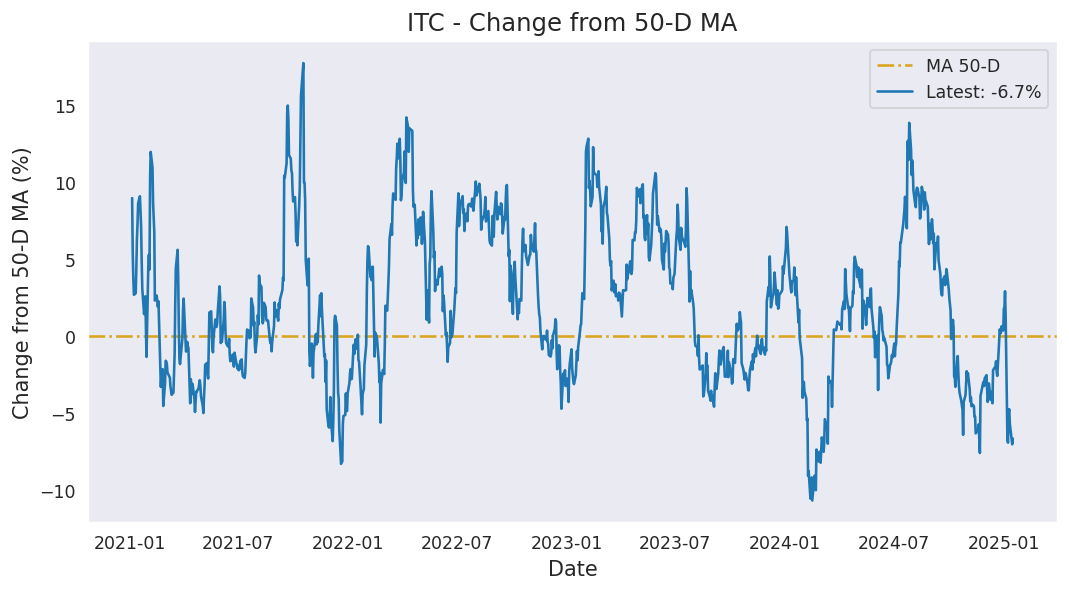 ITC - Change from 50-D MA
MA 50-D
Latest: -6.7%
Change from 50-D MA (%)
15
10
5
0
−5
−10
2021-01 2021-07 2022-01 2022-07 2023-01 2023-07 2024-01 2024-07 2025-01
Date